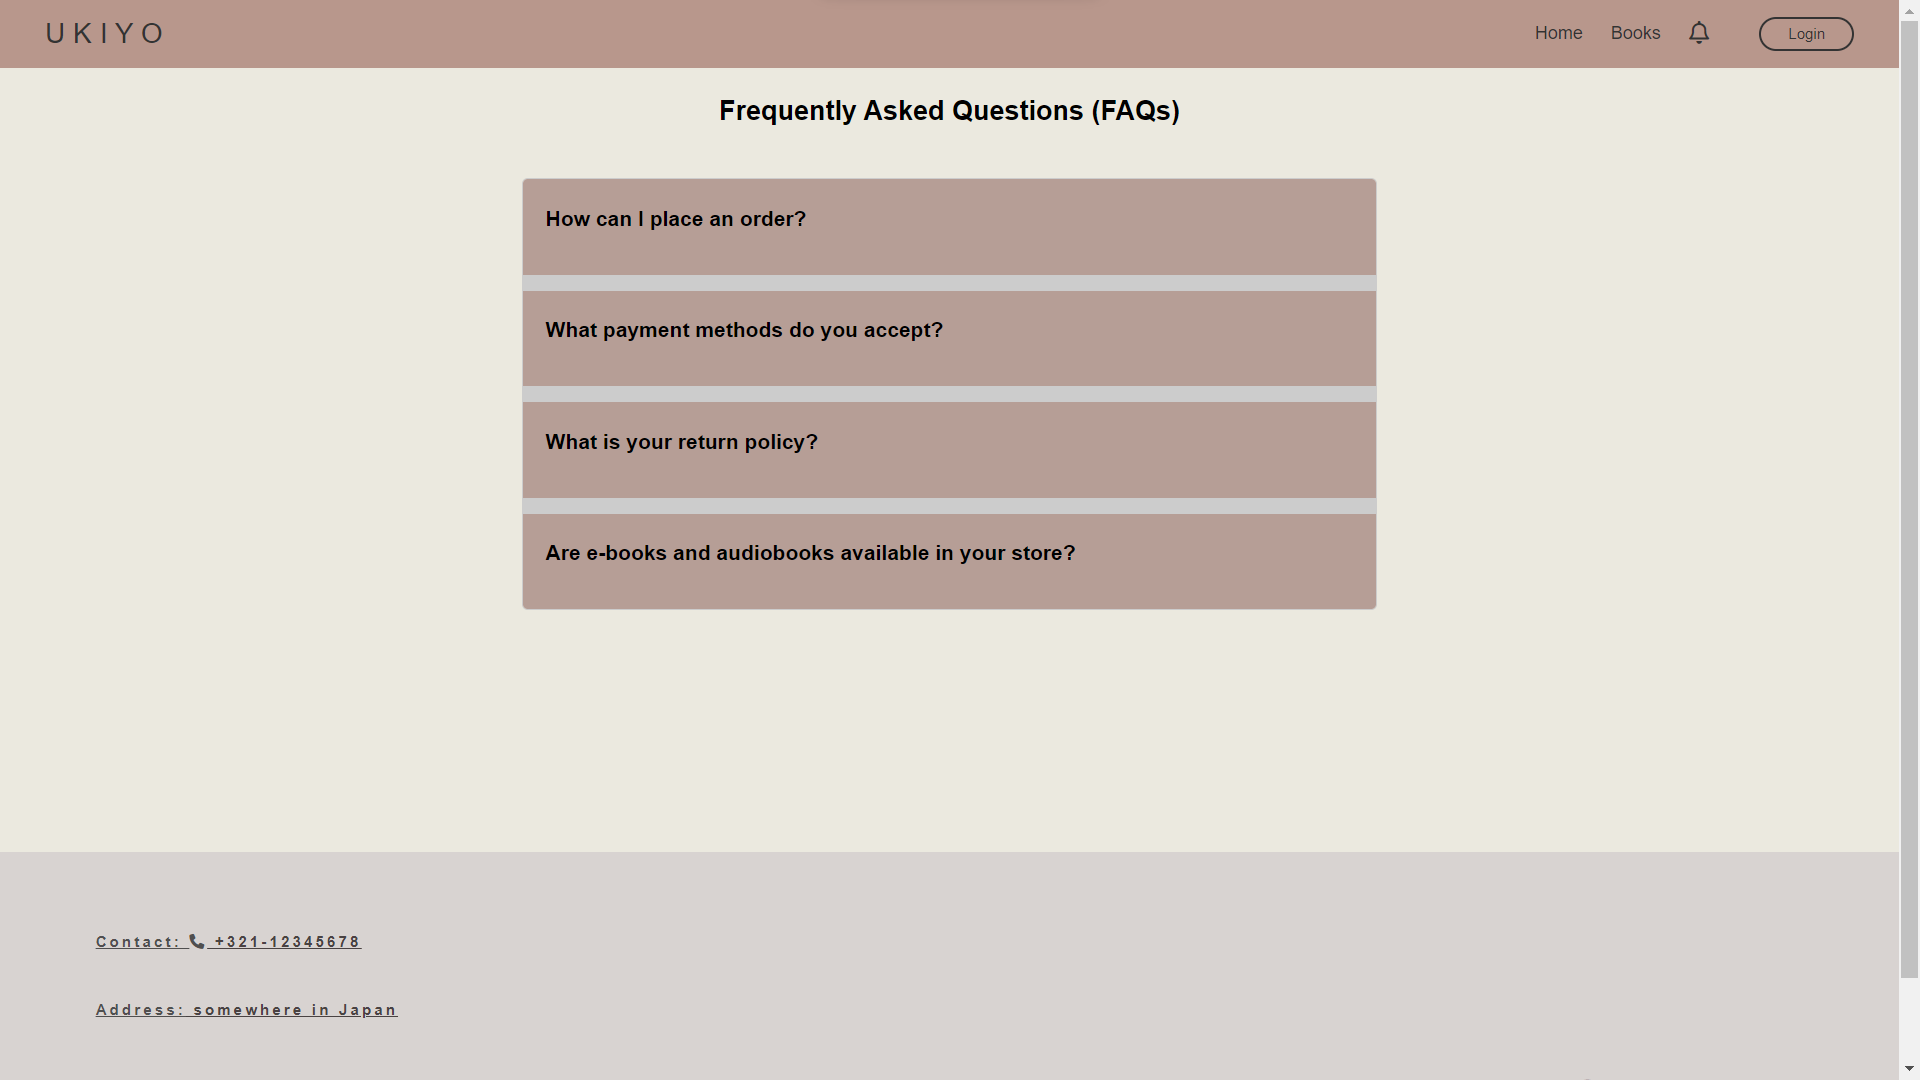 UKIYO
Home
Books
Login
Frequently Asked Questions (FAQs)
How can I place an order?
What payment methods do you accept?
What is your return policy?
Are e-books and audiobooks available in your store?
Contact: +321-12345678
Address: somewhere in Japan